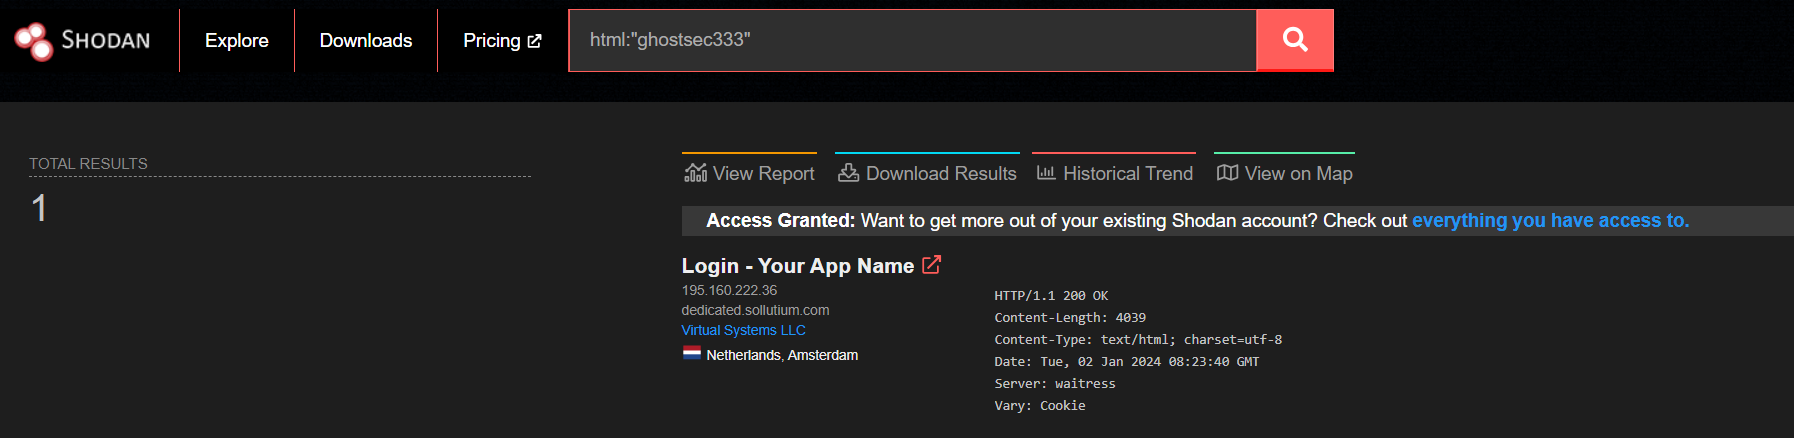 SHODAN
Explore
Downloads
Pricing
html:"ghostsec333"
TOTAL RESULTS
1
View Report
Download Results
Historical Trend
View on Map
Access Granted: Want to get more out of your existing Shodan account? Check out everything you have access to.
Login - Your App Name
195.160.222.36
dedicated.sollutium.com
Virtual Systems LLC
Netherlands, Amsterdam
HTTP/1.1 200 OK
Content-Length: 4039
Content-Type: text/html; charset=utf-8
Date: Tue, 02 Jan 2024 08:23:40 GMT
Server: waitress
Vary: Cookie